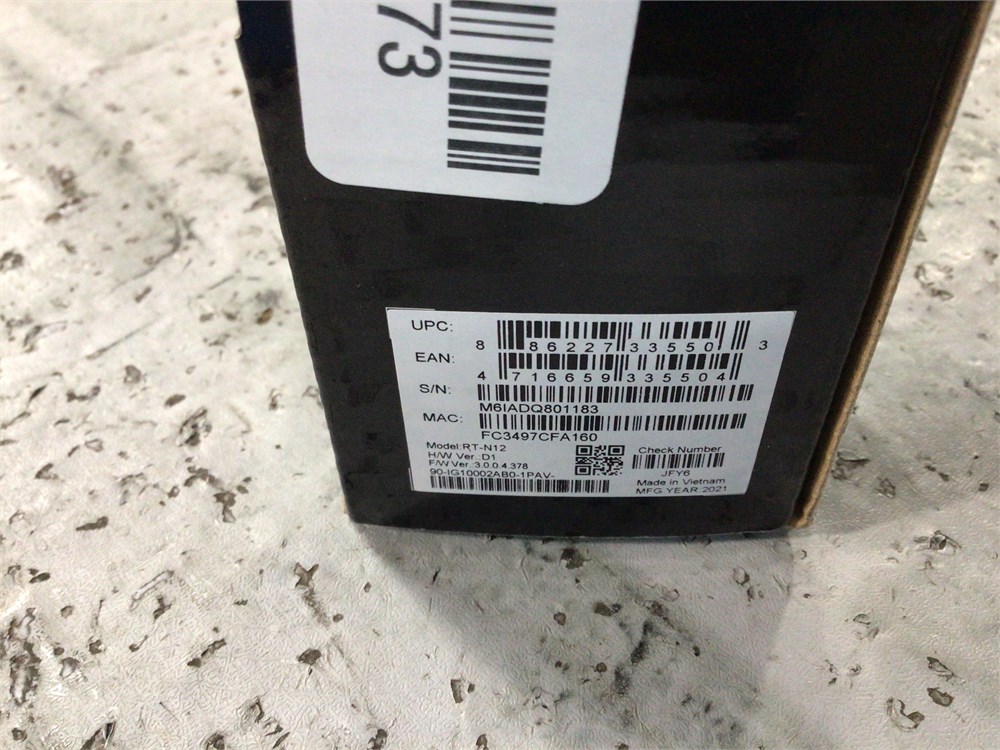 73
UPC:
8 86227 33550 3
EAN:
4 716659 335504
S/N:
M6IADQ801183
MAC:
FC3497CFA160
Model:RT-N12
H/W Ver.:D1
F/W Ver.:3.0.0.4.378
90-IG10002AB0-1PAV-
Check Number
JFY6
Made in Vietnam
MFG YEAR 2021